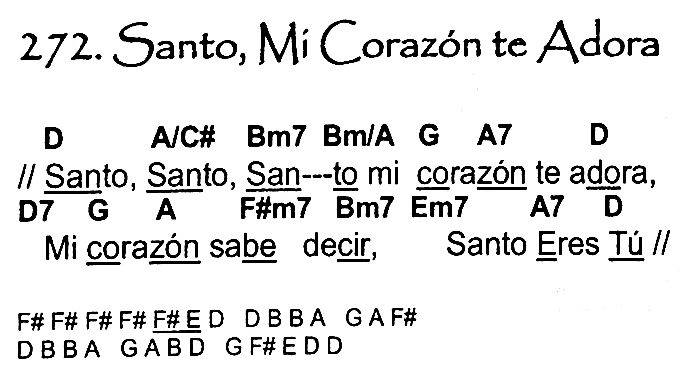 272. Santo, Mi Corazón te Adora
D A/C# Bm7 Bm/A G A7 D
// Santo, Santo, San---to mi corazón te adora,
D7 G A F#m7 Bm7 Em7 A7 D
Mi corazón sabe decir, Santo Eres Tú //
F# F# F# F# F# E D D B B A G A F#
D B B A G A B D G F# E D D